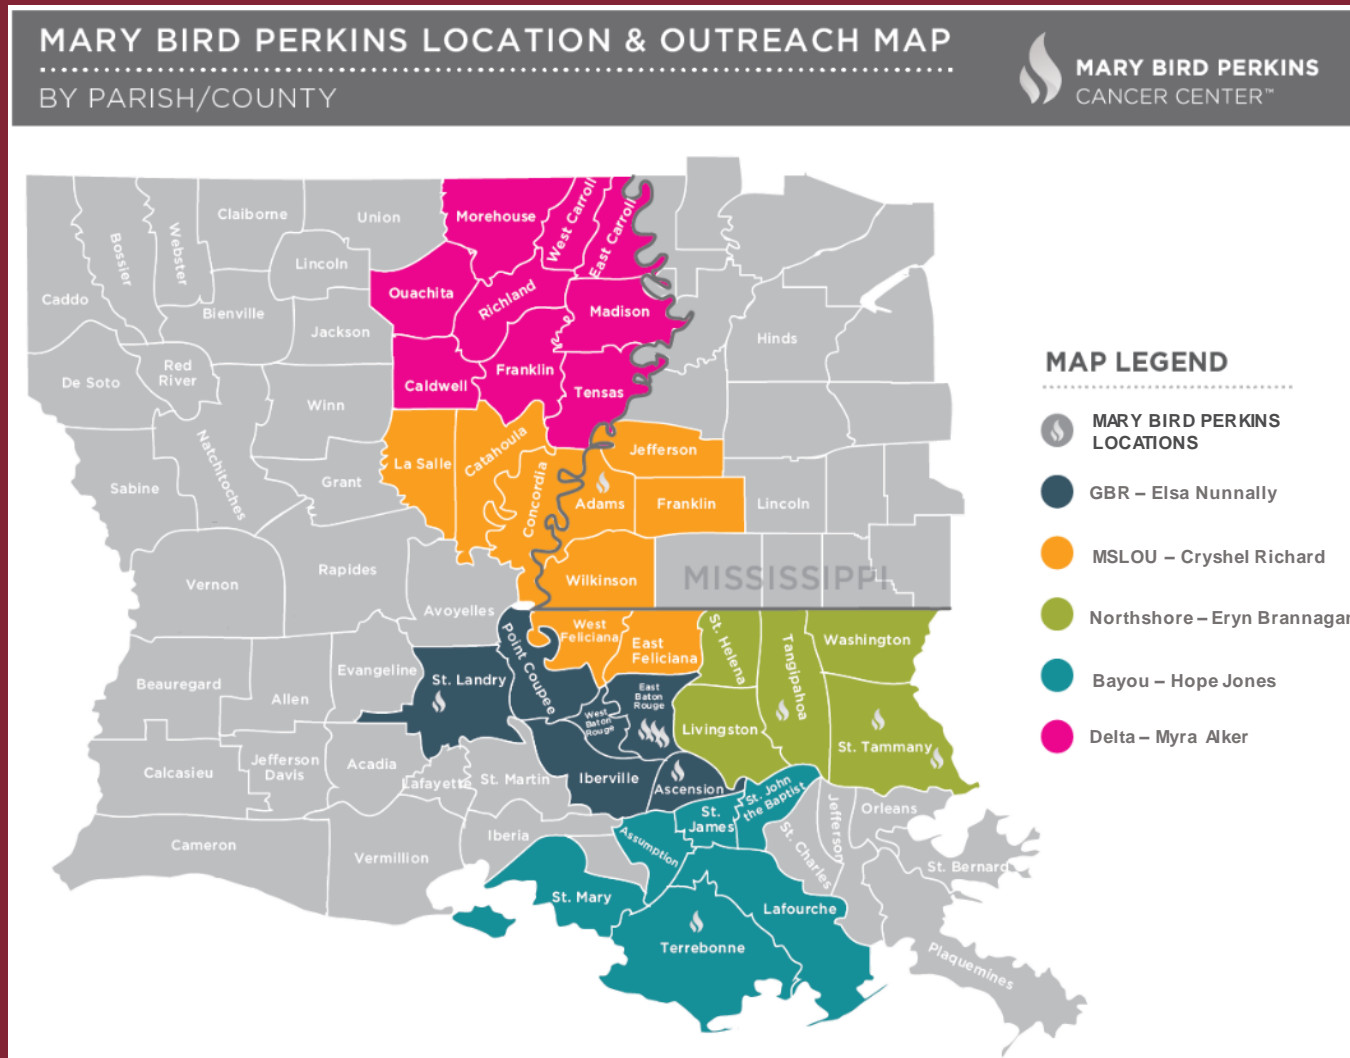 MARY BIRD PERKINS LOCATION & OUTREACH MAP
BY PARISH/COUNTY
MARY BIRD PERKINS
CANCER CENTER™
Claiborne
Union
Morehouse
West Carroll
East Carroll
Bossier
Webster
Lincoln
Caddo
Bienville
Jackson
Ouachita
Richland
Madison
Hinds
De Soto
Red
River
Winn
Caldwell
Franklin
Tensas
Natchitoches
Sabine
Grant
La Salle
Catahoula
Concordia
Jefferson
Adams
Franklin
Lincoln
Vernon
Rapides
Avoyelles
Wilkinson
MISSISSIPPI
Point Coupee
West
Feliciana
East
Feliciana
St. Helena
Tangipahoa
Washington
Beauregard
Allen
Evangeline
St. Landry
West
Baton
Rouge
East
Baton
Rouge
Livingston
St. Tammany
Calcasieu
Jefferson
Davis
Acadia
Lafayette
St. Martin
Iberville
Ascension
St. John
the Baptist
St.
James
Assumption
St. Charles
Jefferson
Orleans
St. Bernard
Cameron
Vermillion
Iberia
St. Mary
Terrebonne
Lafourche
Plaquemines
MAP LEGEND
MARY BIRD PERKINS
LOCATIONS
GBR – Elsa Nunnally
MSLOU – Cryshel Richard
Northshore – Eryn Brannagan
Bayou – Hope Jones
Delta – Myra Alker